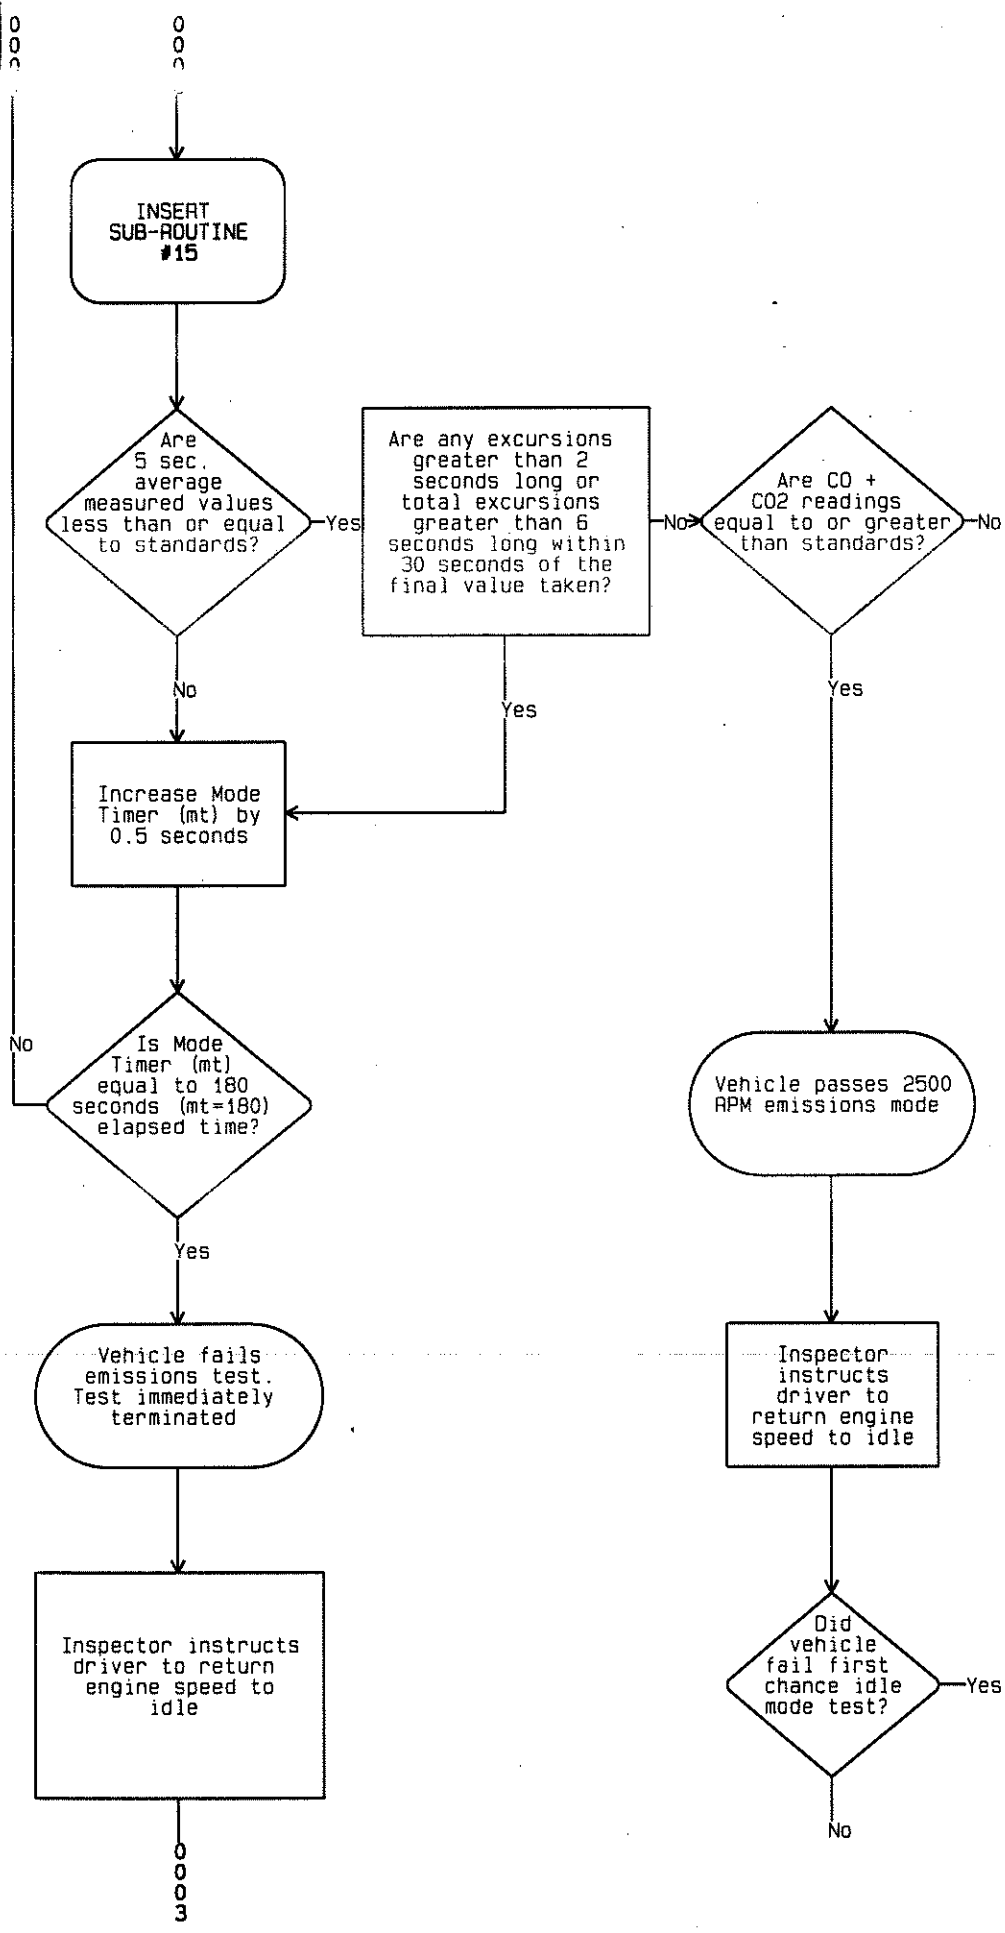 0
0
0
0
INSERT
SUB-ROUTINE
#15
Are
5 sec.
average
measured values
less than or equal
to standards?
Yes
No
Are any excursions
greater than 2
seconds long or
total excursions
greater than 6
seconds long within
30 seconds of the
final value taken?
No
Yes
Are CO +
CO2 readings
equal to or greater
than standards?
No
Yes
Increase Mode
Timer (mt) by
0.5 seconds
Is Mode
Timer (mt)
equal to 180
seconds (mt=180)
elapsed time?
No
Yes
Vehicle passes 2500
RPM emissions mode
Vehicle fails
emissions test.
Test immediately
terminated
Inspector
instructs
driver to
return engine
speed to idle
Inspector instructs
driver to return
engine speed to
idle
Did
vehicle
fail first
chance idle
mode test?
Yes
No
0
0
0
3